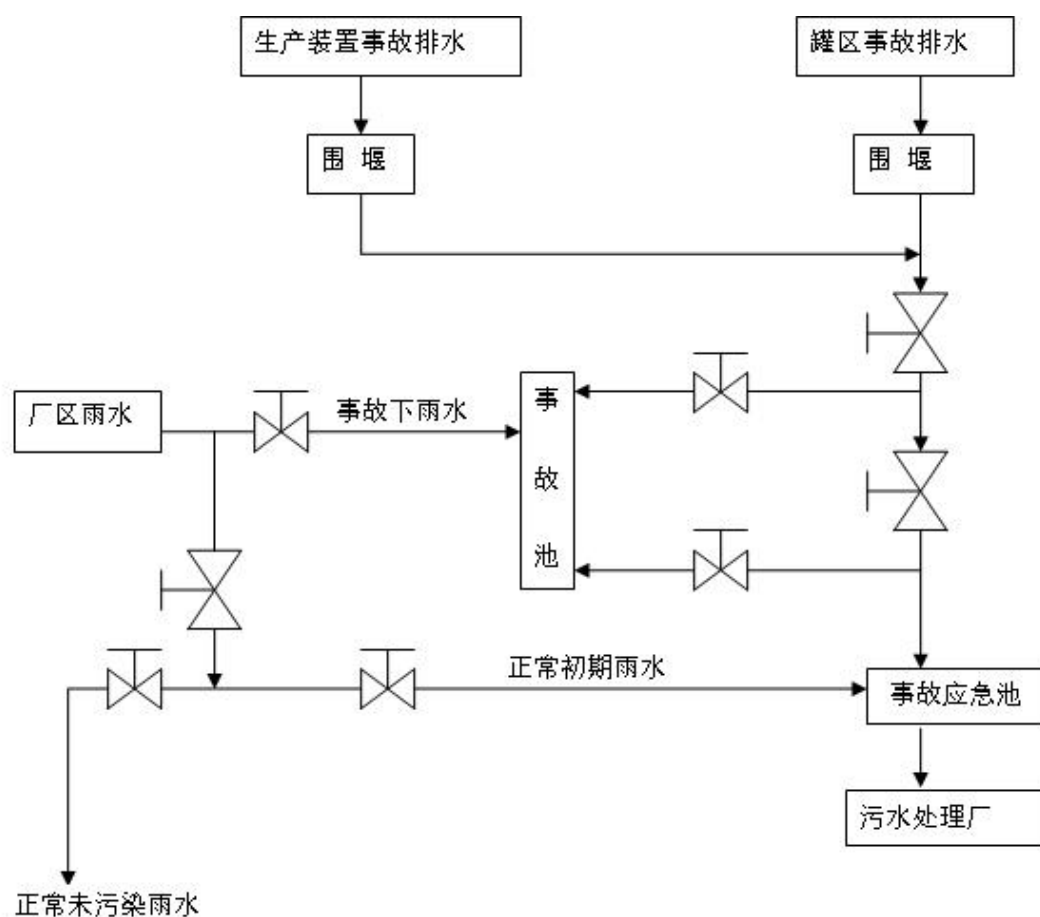 生产装置事故排水
罐区事故排水
围 堰
围 堰
厂区雨水
事故下雨水
事
故
池
正常初期雨水
事故应急池
污水处理厂
正常未污染雨水